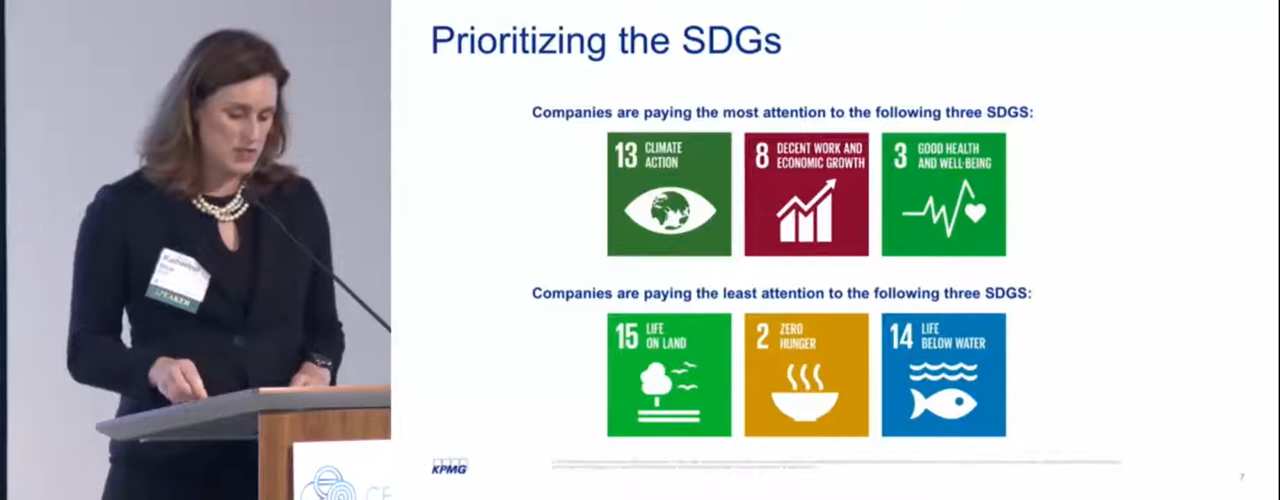 Prioritizing the SDGs
Companies are paying the most attention to the following three SDGS:
13 CLIMATE
ACTION
8 DECENT WORK AND
ECONOMIC GROWTH
3 GOOD HEALTH
AND WELL-BEING
Companies are paying the least attention to the following three SDGS:
15 LIFE
ON LAND
2 ZERO
HUNGER
14 LIFE
BELOW WATER
SPEAKER
KPMG
CE
7